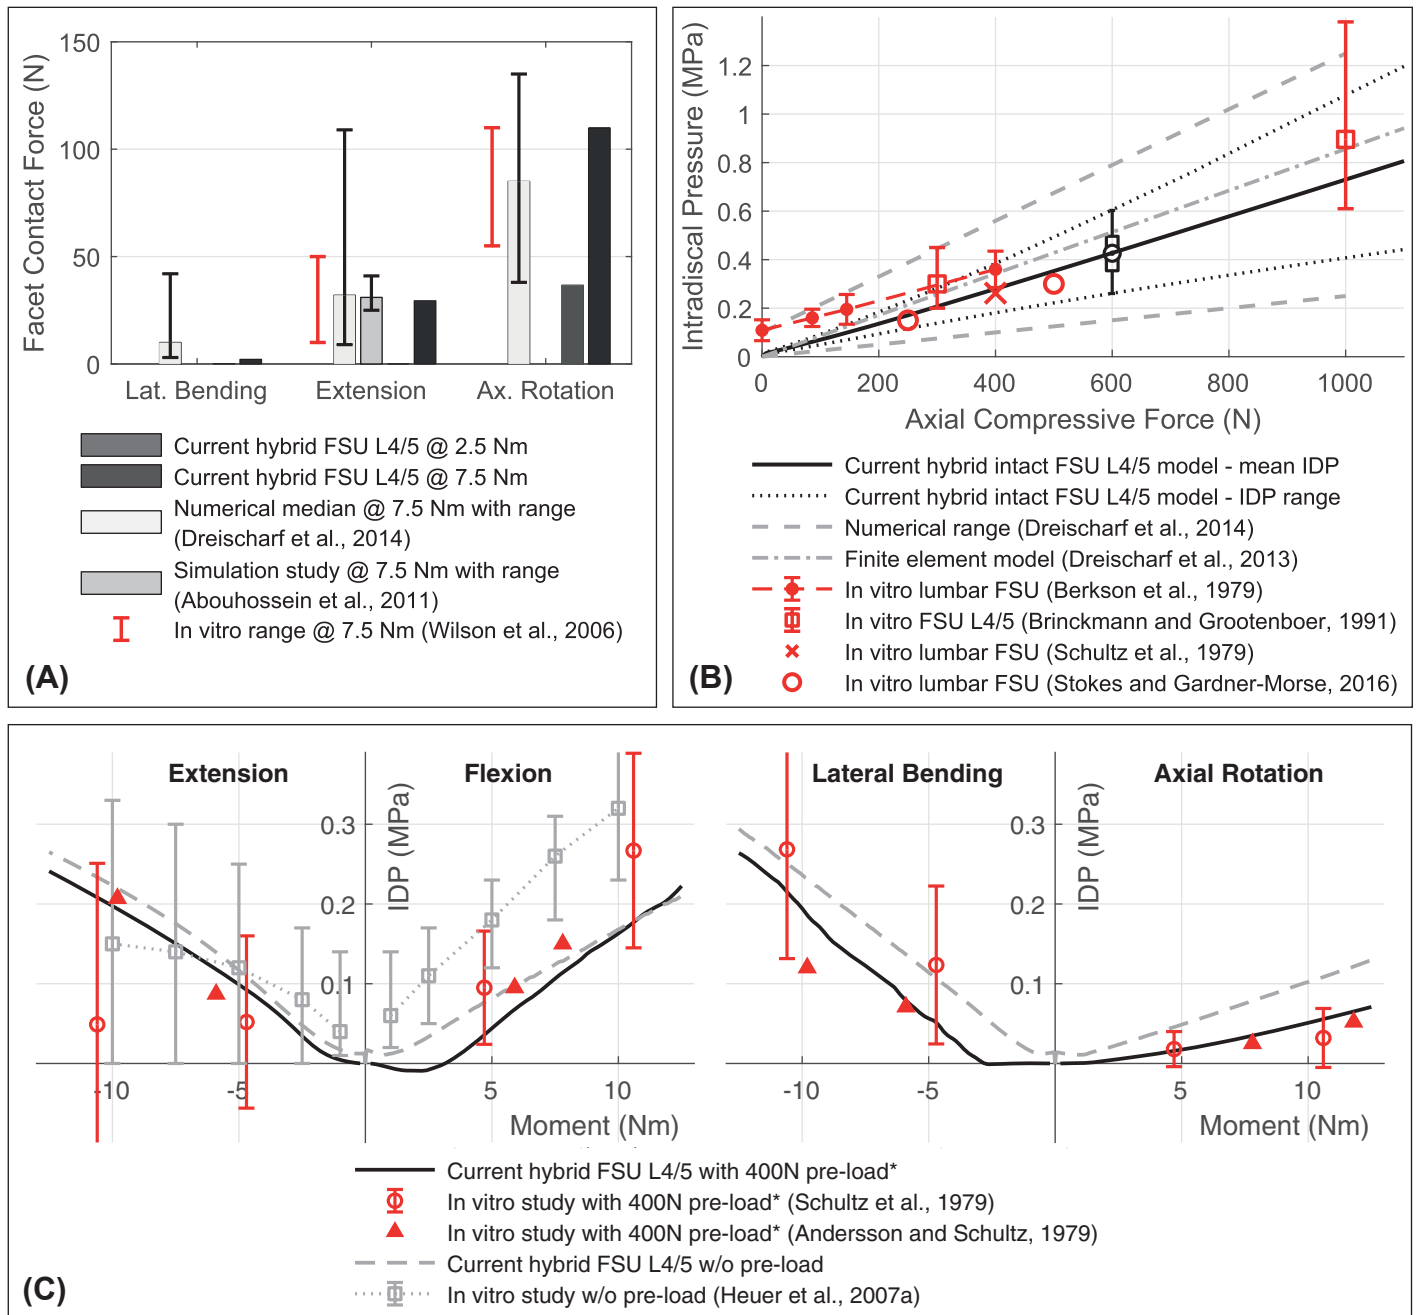 150
100
50
0
Facet Contact Force (N)
Lat. Bending
Extension
Ax. Rotation
Current hybrid FSU L4/5 @ 2.5 Nm
Current hybrid FSU L4/5 @ 7.5 Nm
Numerical median @ 7.5 Nm with range
(Dreischarf et al., 2014)
Simulation study @ 7.5 Nm with range
(Abouhossein et al., 2011)
In vitro range @ 7.5 Nm (Wilson et al., 2006)
(A)
1.2
1
0.8
0.6
0.4
0.2
0
Intradiscal Pressure (MPa)
0
200
400
600
800
1000
Axial Compressive Force (N)
Current hybrid intact FSU L4/5 model - mean IDP
Current hybrid intact FSU L4/5 model - IDP range
Numerical range (Dreischarf et al., 2014)
Finite element model (Dreischarf et al., 2013)
In vitro lumbar FSU (Berkson et al., 1979)
In vitro FSU L4/5 (Brinckmann and Grootenboer, 1991)
In vitro lumbar FSU (Schultz et al., 1979)
In vitro lumbar FSU (Stokes and Gardner-Morse, 2016)
(B)
Extension
Flexion
0.3
0.2
0.1
IDP (MPa)
-10
-5
5
10
Moment (Nm)
Lateral Bending
Axial Rotation
0.3
0.2
0.1
IDP (MPa)
-10
-5
5
10
Moment (Nm)
Current hybrid FSU L4/5 with 400N pre-load*
In vitro study with 400N pre-load* (Schultz et al., 1979)
In vitro study with 400N pre-load* (Andersson and Schultz, 1979)
Current hybrid FSU L4/5 w/o pre-load
In vitro study w/o pre-load (Heuer et al., 2007a)
(C)